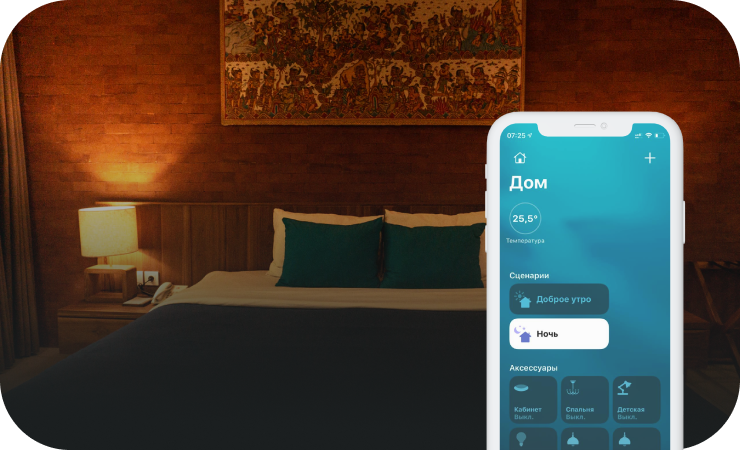 07:25
Дом
25,5°
Температура
Сценарии
Доброе утро
Ночь
Аксессуары
Кабинет Спальня Детская
Выкл. Выкл. Выкл.